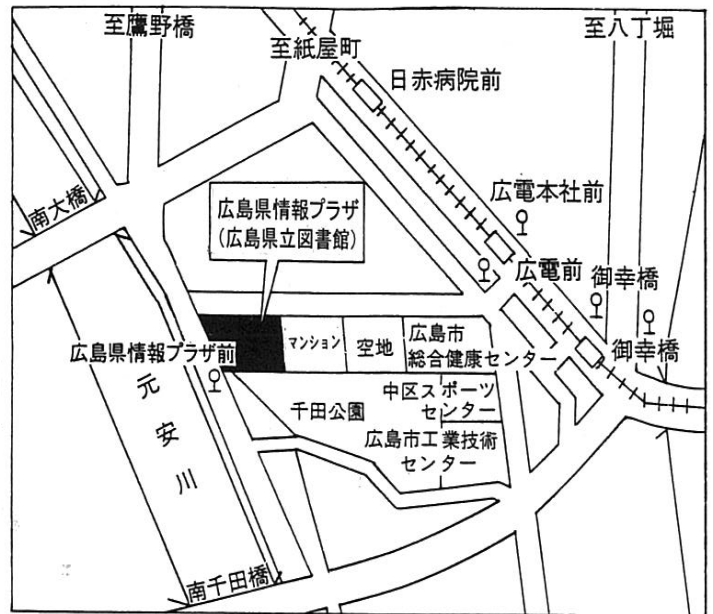 至鷹野橋
至紙屋町
至八丁堀
日赤病院前
南大橋
広島県情報プラザ
(広島県立図書館)
広電本社前
広電前
御幸橋
御幸橋
広島県情報プラザ前
マンション
空地
広島市
総合健康センター
元安川
千田公園
中区スポーツ
センター
広島市工業技術
センター
南千田橋